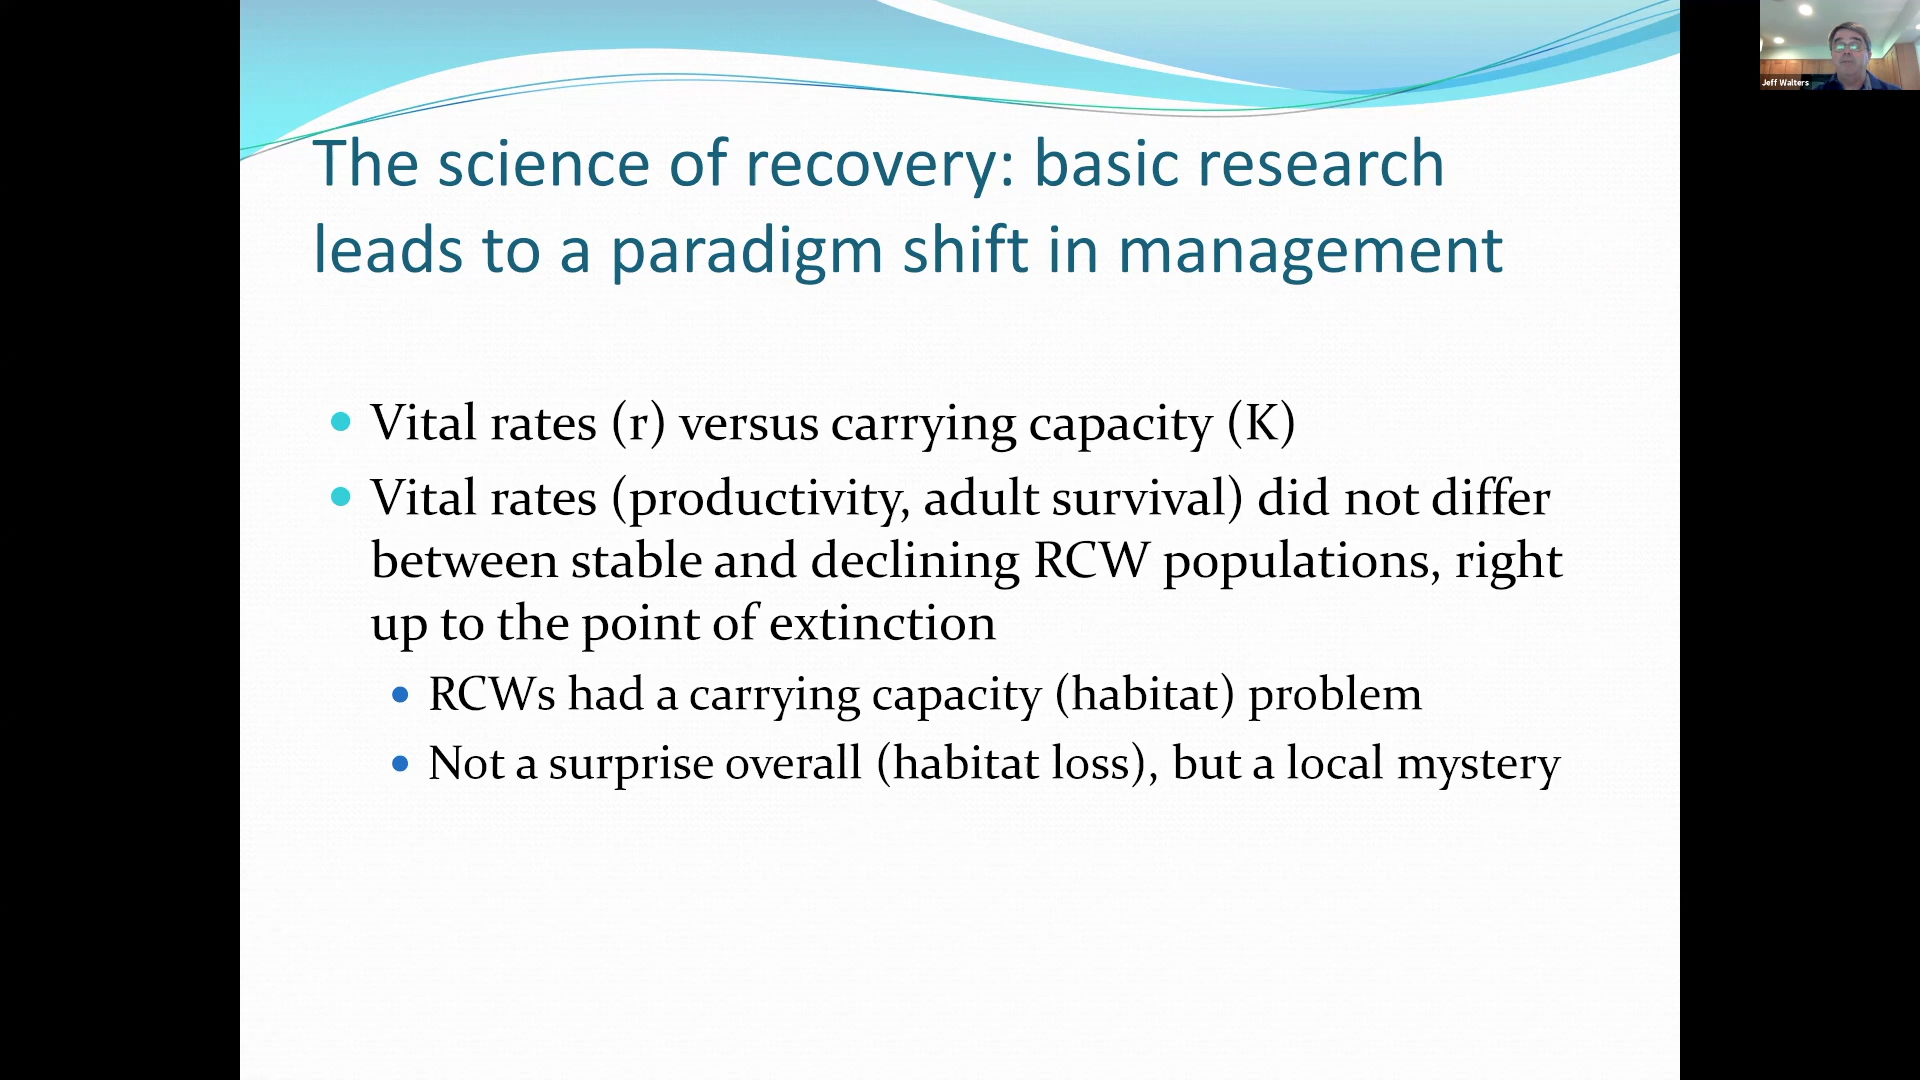 The science of recovery: basic research
leads to a paradigm shift in management
Vital rates (r) versus carrying capacity (K)
Vital rates (productivity, adult survival) did not differ
between stable and declining RCW populations, right
up to the point of extinction
RCWs had a carrying capacity (habitat) problem
Not a surprise overall (habitat loss), but a local mystery
Jeff Walters